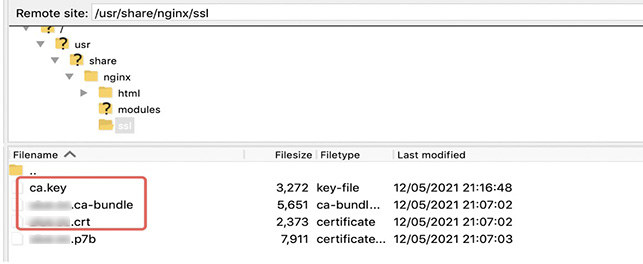 Remote site: /usr/share/nginx/ssl
/
usr
share
nginx
html
modules
ssl
Filename Filesize Filetype Last modified
..
ca.key 3,272 key-file 12/05/2021 21:16:48
.ca-bundle 5,651 ca-bundl... 12/05/2021 21:07:02
.crt 2,373 certificate 12/05/2021 21:07:02
.p7b 7,911 certificate... 12/05/2021 21:07:03